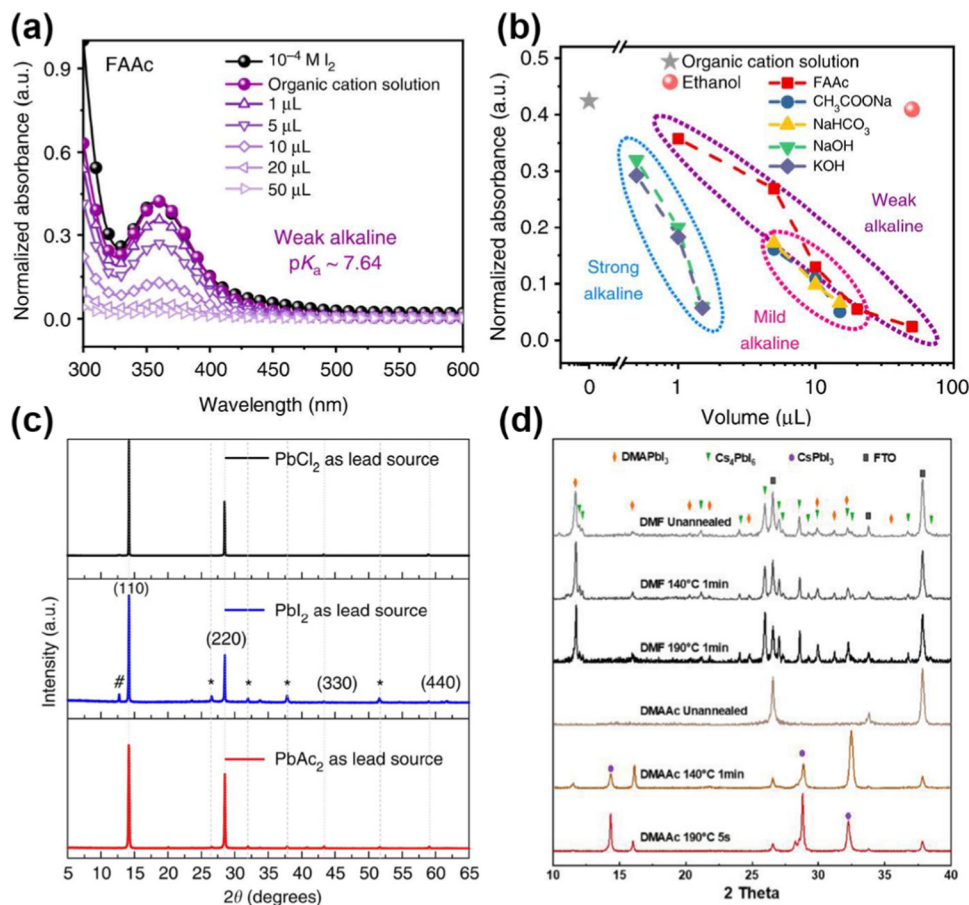 (a)
FAAc
10⁻⁴ M I₂
Organic cation solution
1 μL
5 μL
10 μL
20 μL
50 μL
Weak alkaline
pKₐ ~ 7.64
Normalized absorbance (a.u.)
0.9
0.6
0.3
0.0
300 350 400 450 500 550 600
Wavelength (nm)
(b)
Organic cation solution
Ethanol
FAAc
CH₃COONa
NaHCO₃
NaOH
KOH
Strong
alkaline
Mild
alkaline
Weak
alkaline
Normalized absorbance (a.u.)
0.5
0.4
0.3
0.2
0.1
0.0
0 1 10 100
Volume (μL)
(c)
PbCl₂ as lead source
(110)
PbI₂ as lead source
(220)
# * * * (330) * (440)
PbAc₂ as lead source
Intensity (a.u.)
5 10 15 20 25 30 35 40 45 50 55 60 65
2θ (degrees)
(d)
DMAPbI₃ Cs₄PbI₆ CsPbI₃ FTO
DMF Unannealed
DMF 140°C 1min
DMF 190°C 1min
DMAAc Unannealed
DMAAc 140°C 1min
DMAAc 190°C 5s
10 15 20 25 30 35 40
2 Theta